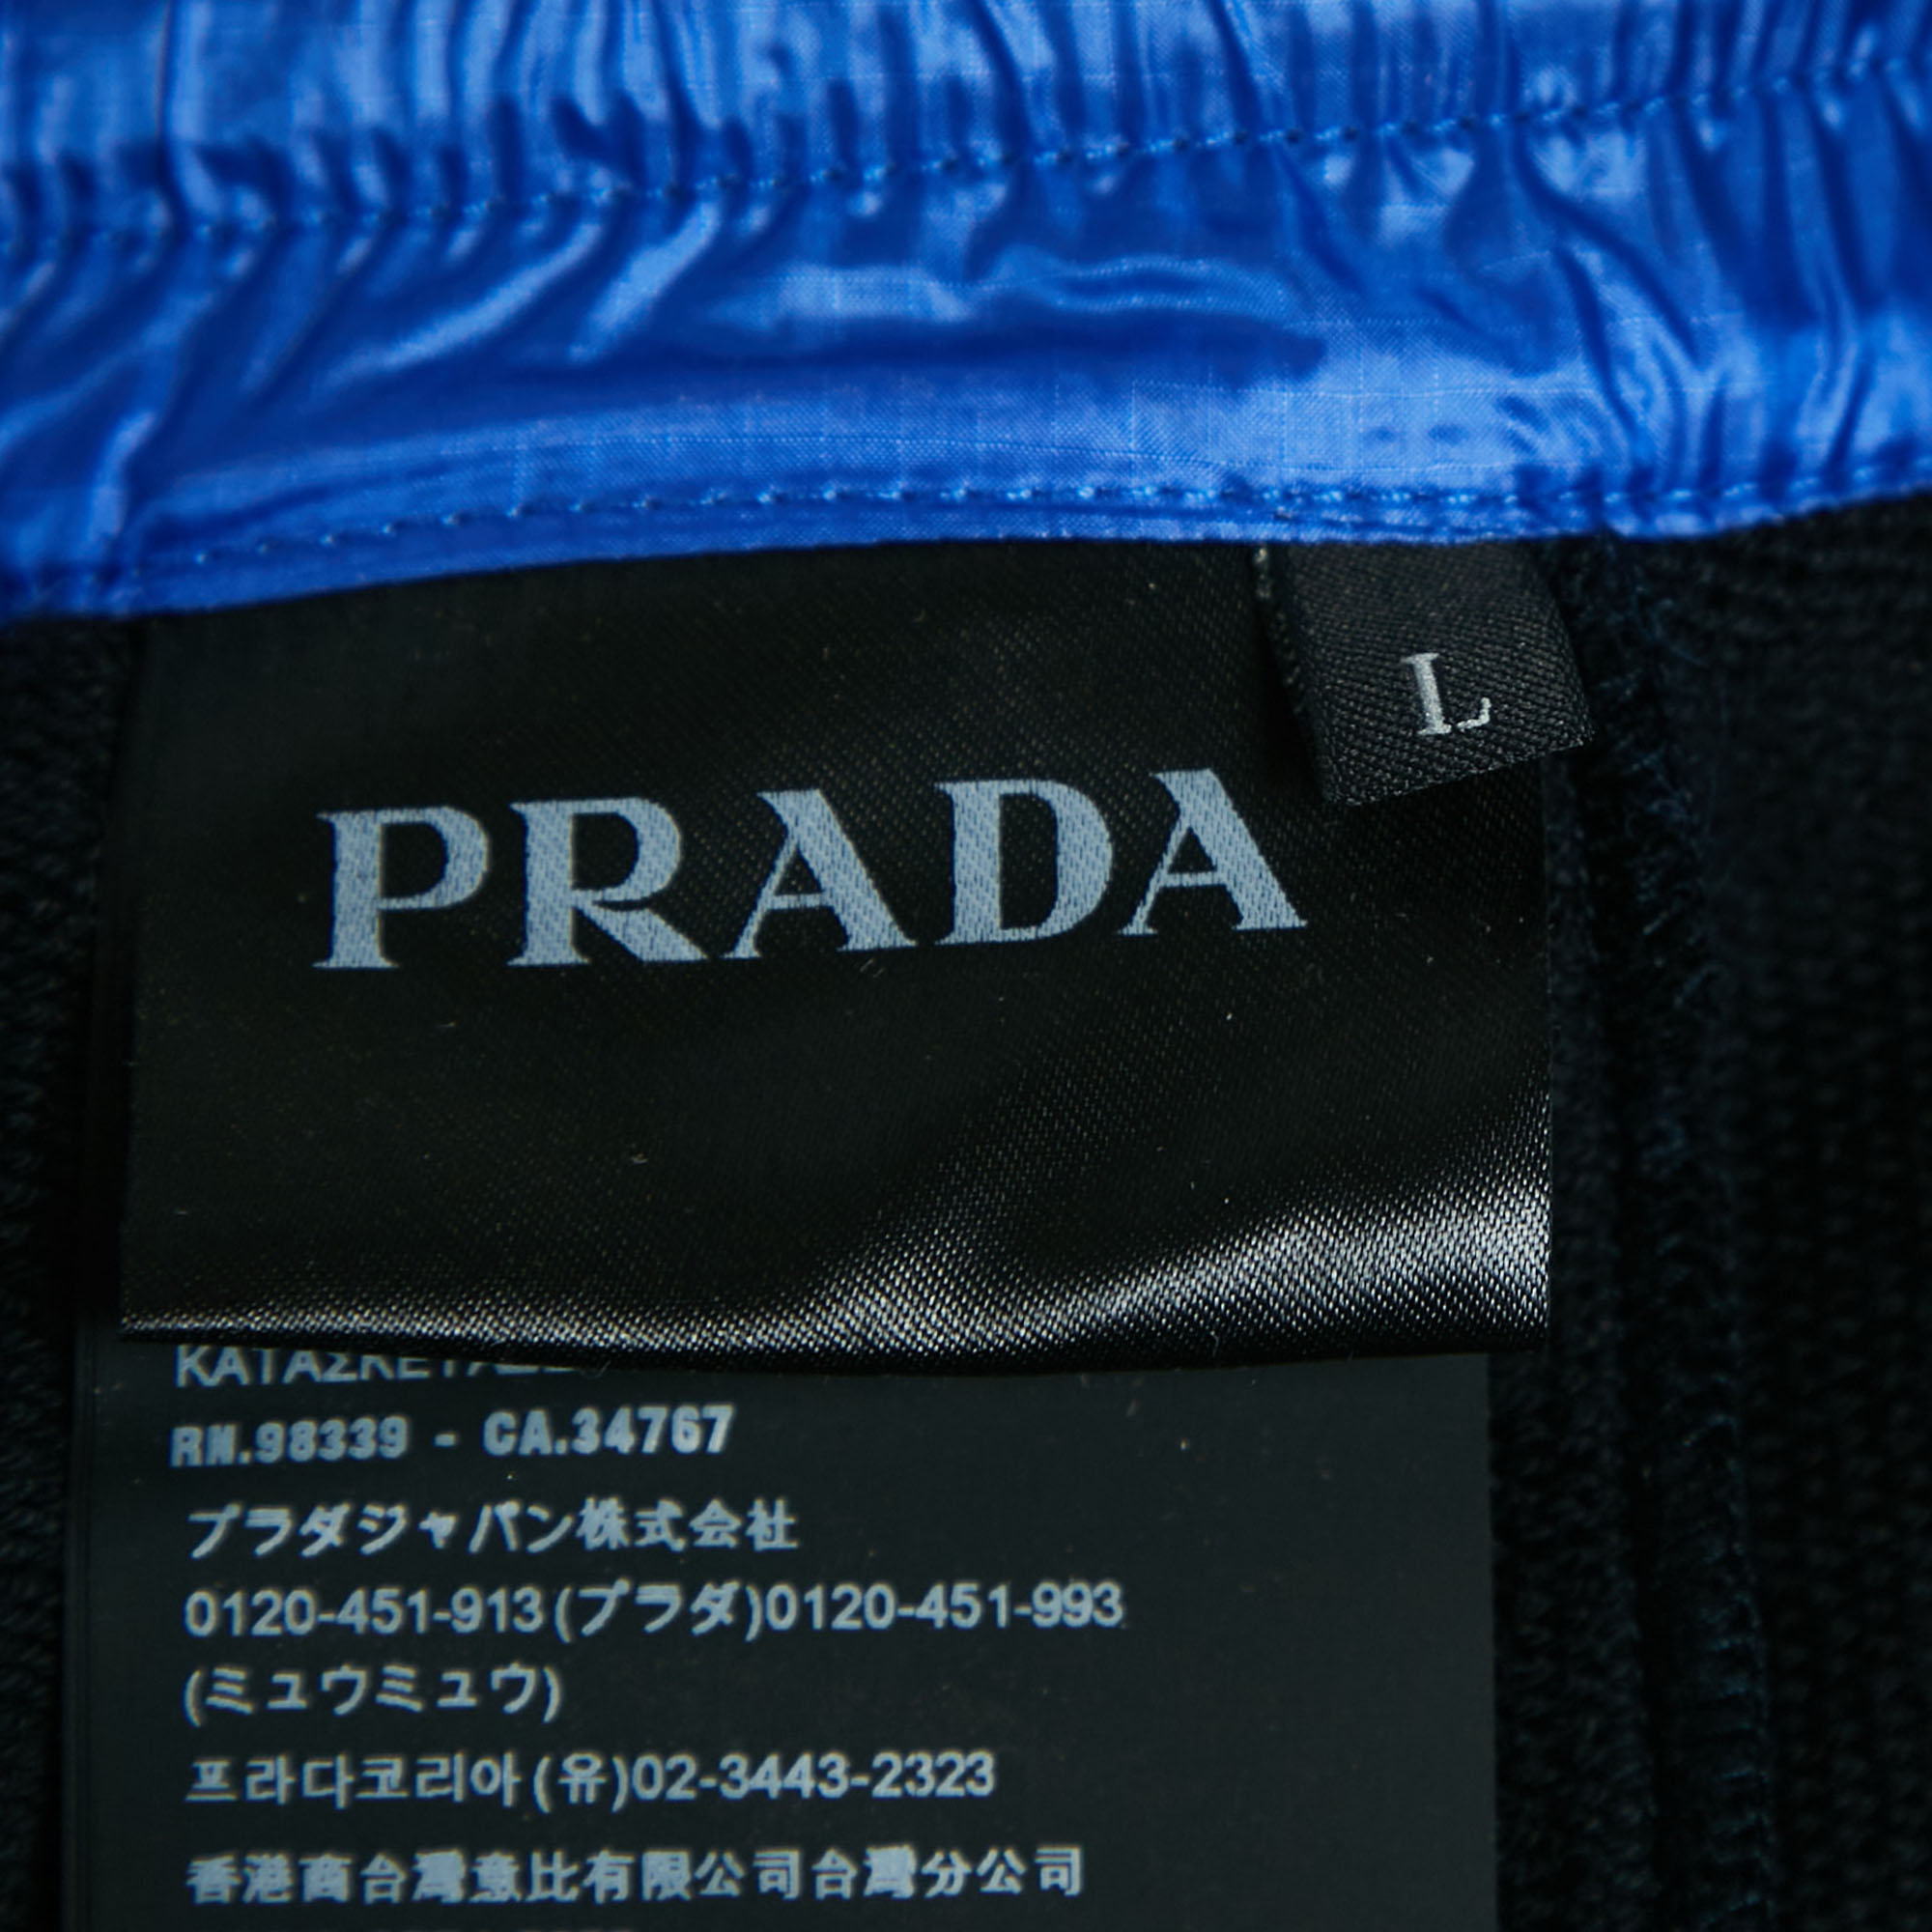 L
PRADA
RN.98339 - CA.34767
プラダジャパン株式会社
0120-451-913(プラダ)0120-451-993
(ミュウミュウ)
프라다코리아(유)02-3443-2323
香港商台灣意比有限公司台灣分公司